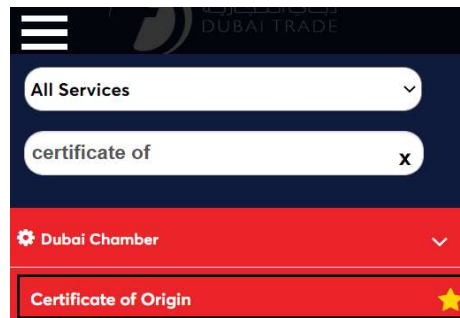 DUBAI TRADE
All Services
certificate of
x
Dubai Chamber
Certificate of Origin